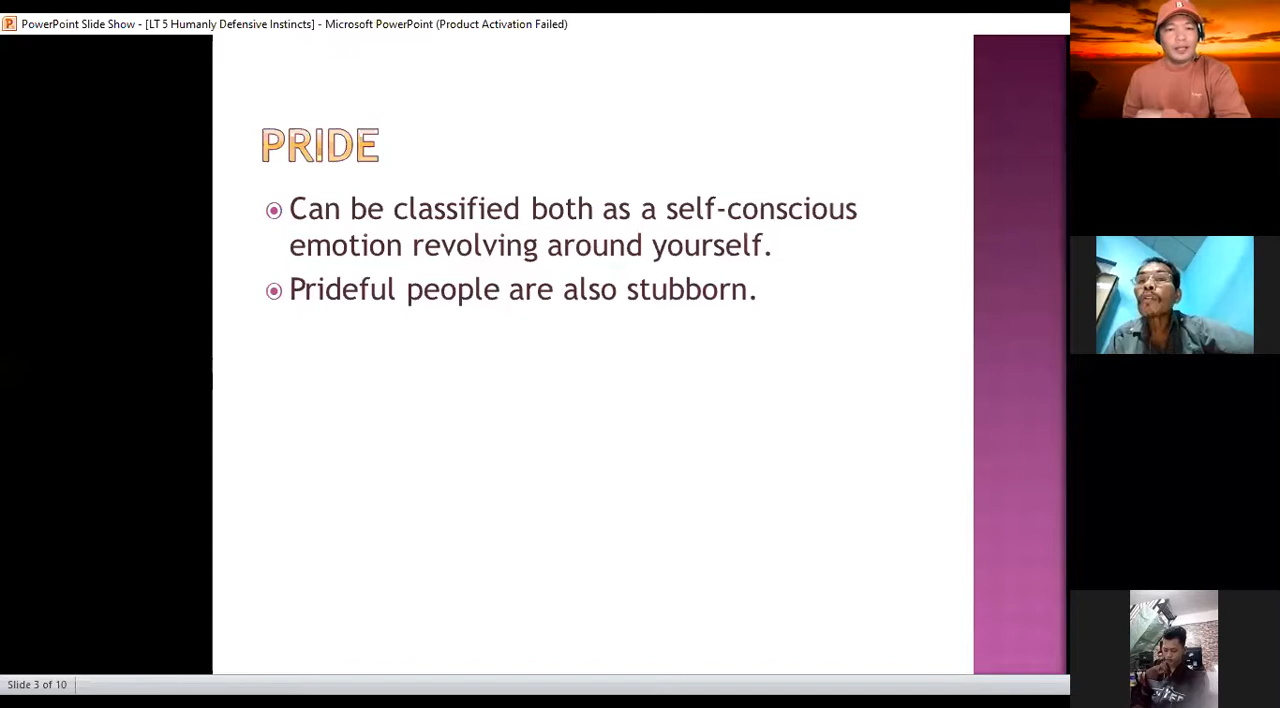 PowerPoint Slide Show - [LT 5 Humanly Defensive Instincts] - Microsoft PowerPoint (Product Activation Failed)
PRIDE
Can be classified both as a self-conscious
emotion revolving around yourself.
Prideful people are also stubborn.
Slide 3 of 10